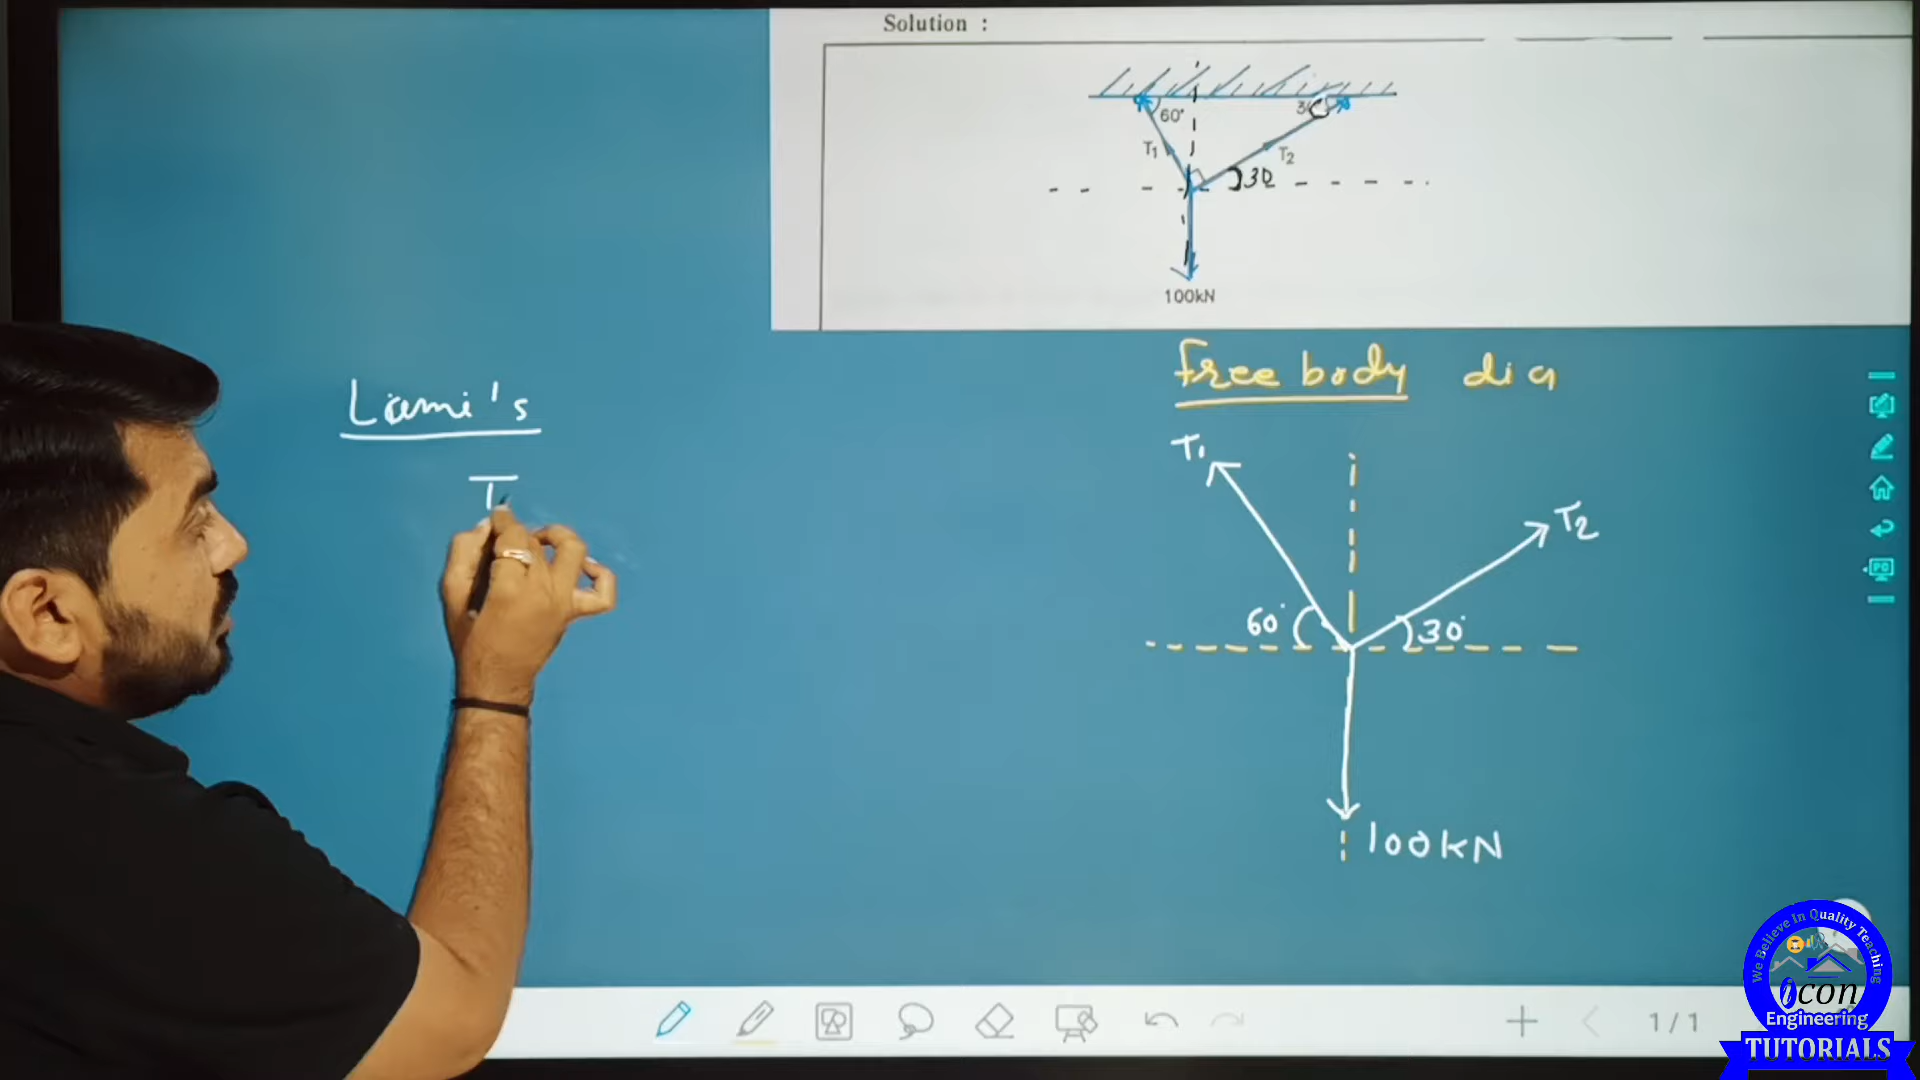 Solution :
60°
T1
T2
30
100kN
Free body dia
Lami's
T
T1
T2
60°
30°
100kN
1/1
We Believe In Quality Teaching
icon
Engineering
TUTORIALS